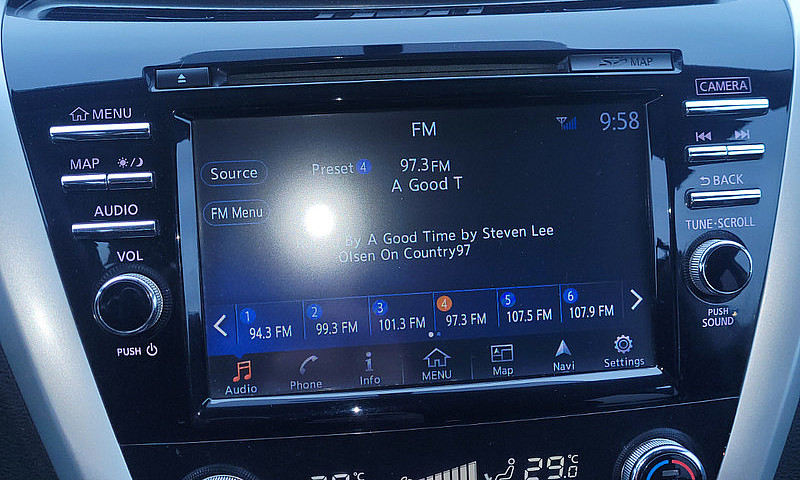 SD MAP
MENU
CAMERA
FM
9:58
MAP
Source
Preset 4
97.3 FM
A Good T
BACK
AUDIO
FM Menu
TUNE·SCROLL
By A Good Time by Steven Lee
Olsen On Country97
VOL
1 94.3 FM
2 99.3 FM
3 101.3 FM
4 97.3 FM
5 107.5 FM
6 107.9 FM
PUSH
SOUND
PUSH
Audio
Phone
Info
MENU
Map
Navi
Settings
29.0 °C